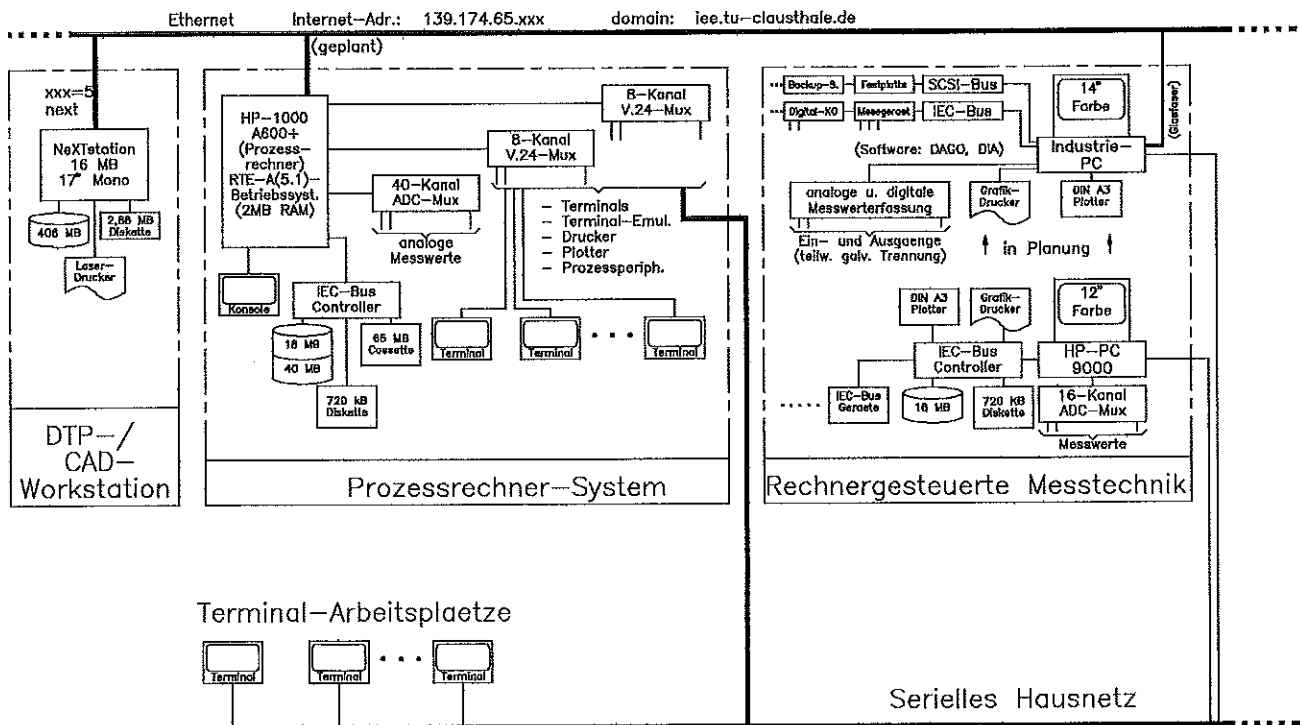 Ethernet Internet-Adr.: 139.174.65.xxx domain: iee.tu-clausthale.de
(geplant)
xxx=5
next
NeXTstation
16 MB
17" Mono
406 MB
2,88 MB
Diskette
Laser-
Drucker
DTP-/
CAD-
Workstation
HP-1000
A600+
(Prozess-
rechner)
RTE-A(5.1)-
Betriebssyst.
(2MB RAM)
8-Kanal
V.24-Mux
8-Kanal
V.24-Mux
40-Kanal
ADC-Mux
analoge
Messwerte
- Terminals
- Terminal-Emul.
- Drucker
- Plotter
- Prozessperiph.
Konsole
IEC-Bus
Controller
16 MB
40 MB
65 MB
Cassette
720 kB
Diskette
Terminal
Terminal
Terminal
Prozessrechner-System
Backup-S.
Festplatte
SCSI-Bus
Digital-KO
Messgeraet
IEC-Bus
14"
Farbe
(Glasfaser)
(Software: DAGO, DIA)
Industrie-
PC
analoge u. digitale
Messwerterfassung
Grafik-
Drucker
DIN A3
Plotter
Ein- und Ausgaenge
(teilw. galv. Trennung)
in Planung
DIN A3
Plotter
Grafik-
Drucker
12"
Farbe
IEC-Bus
Controller
HP-PC
9000
IEC-Bus
Geraete
16 MB
720 KB
Diskette
16-Kanal
ADC-Mux
Messwerte
Rechnergesteuerte Messtechnik
Terminal-Arbeitsplaetze
Terminal
Terminal
Terminal
Serielles Hausnetz